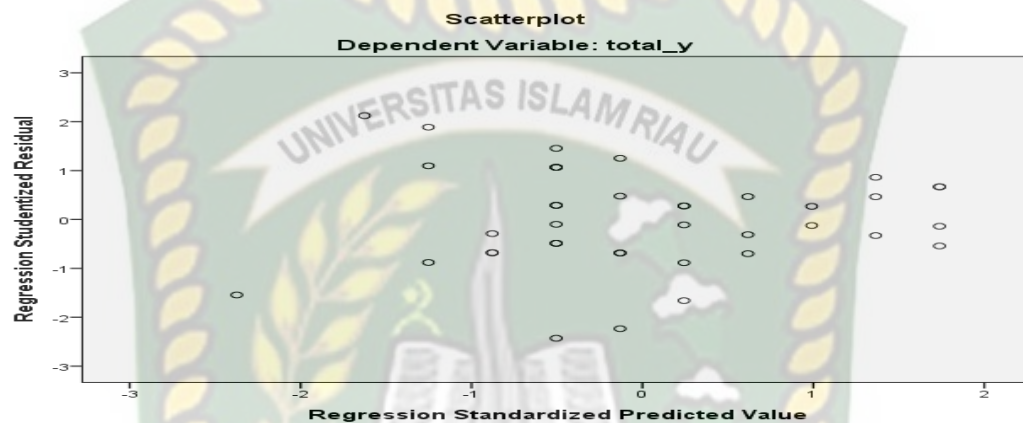 Scatterplot
Dependent Variable: total_y
UNIVERSITAS ISLAM RIAU
Regression Studentized Residual
3
2
1
0
-1
-2
-3
-3
-2
-1
0
1
2
Regression Standardized Predicted Value